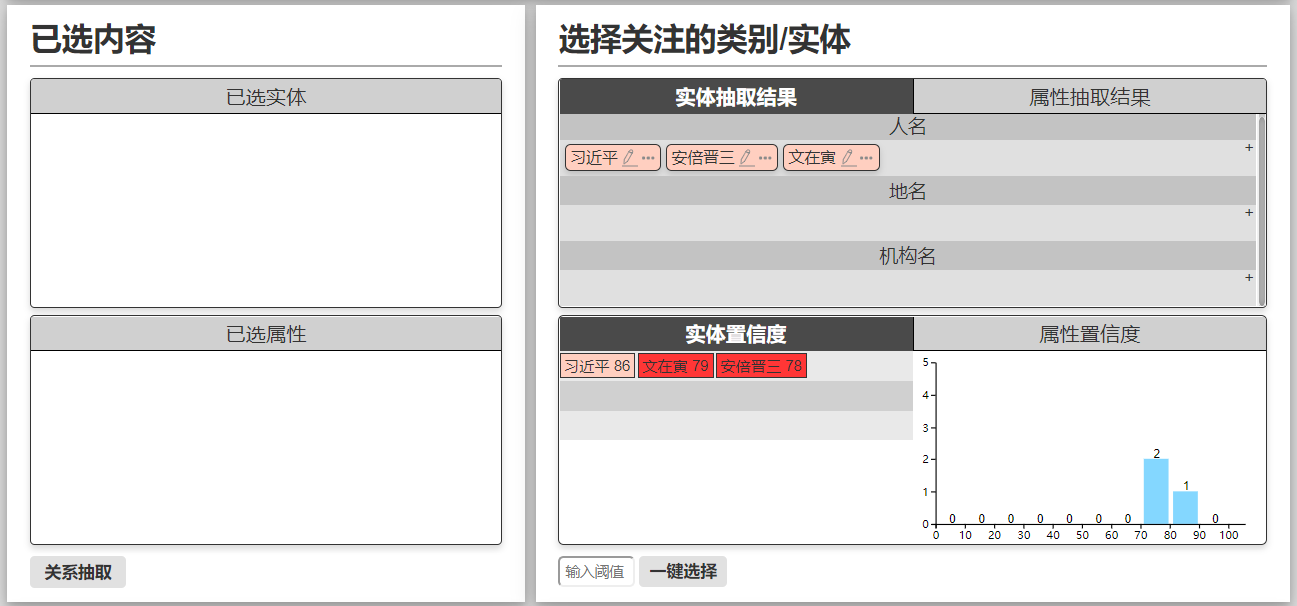 已选内容
已选实体
已选属性
关系抽取
选择关注的类别/实体
实体抽取结果 属性抽取结果
人名
习近平 ... 安倍晋三 ... 文在寅 ...
+
地名
+
机构名
+
实体置信度 属性置信度
习近平 86 文在寅 79 安倍晋三 78
5
4
3
2
1
0
0 0 0 0 0 0 0 2 1 0
0 10 20 30 40 50 60 70 80 90 100
输入阈值 一键选择